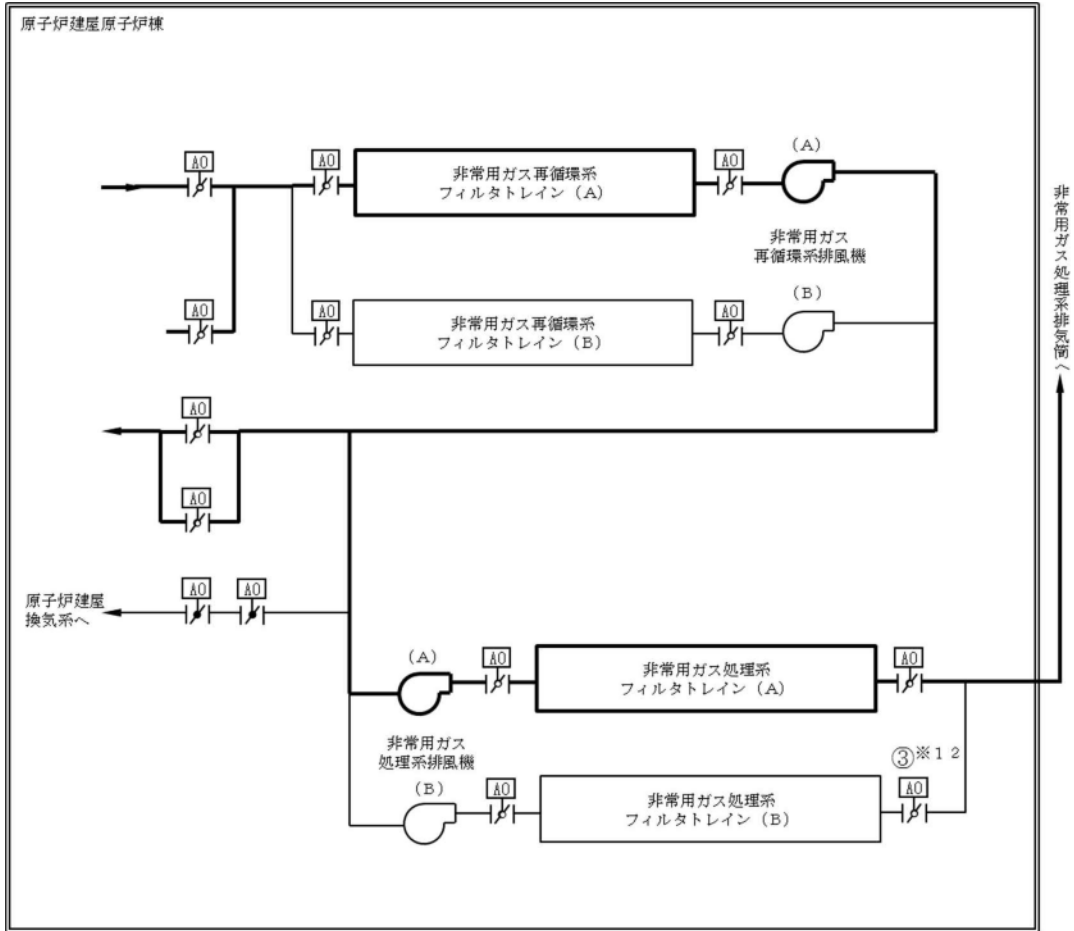 原子炉建屋原子炉棟
AO
AO
AO
(A)
非常用ガス再循環系
フィルタトレイン(A)
非常用ガス
再循環系排風機
AO
AO
AO
(B)
非常用ガス再循環系
フィルタトレイン(B)
非常用ガス処理系排気筒へ
AO
AO
原子炉建屋
換気系へ
AO
AO
(A)
AO
非常用ガス処理系
フィルタトレイン(A)
AO
非常用ガス
処理系排風機
③※12
(B)
AO
非常用ガス処理系
フィルタトレイン(B)
AO